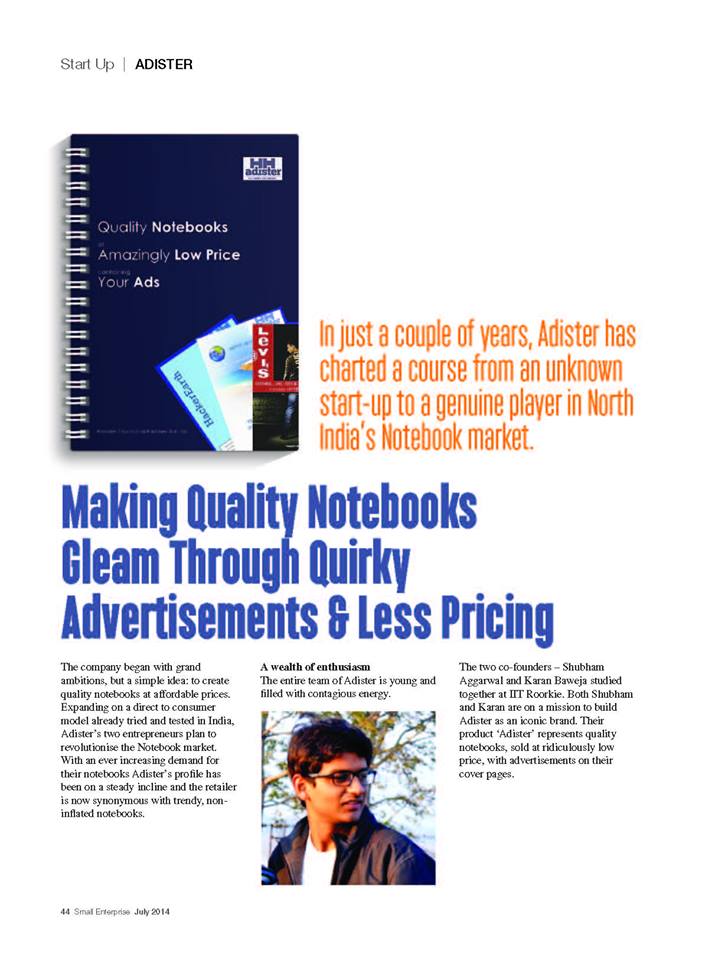 Start Up | ADISTER
HH
adister
Quality Notebooks
at
Amazingly Low Price
containing
Your Ads
HackerEarth
Levi's
In just a couple of years, Adister has
charted a course from an unknown
start-up to a genuine player in North
India's Notebook market.
Making Quality Notebooks
Gleam Through Quirky
Advertisements & Less Pricing
The company began with grand
ambitions, but a simple idea: to create
quality notebooks at affordable prices.
Expanding on a direct to consumer
model already tried and tested in India,
Adister's two entrepreneurs plan to
revolutionise the Notebook market.
With an ever increasing demand for
their notebooks Adister's profile has
been on a steady incline and the retailer
is now synonymous with trendy, non-
inflated notebooks.
A wealth of enthusiasm
The entire team of Adister is young and
filled with contagious energy.
The two co-founders – Shubham
Aggarwal and Karan Baweja studied
together at IIT Roorkie. Both Shubham
and Karan are on a mission to build
Adister as an iconic brand. Their
product 'Adister' represents quality
notebooks, sold at ridiculously low
price, with advertisements on their
cover pages.
44 Small Enterprise July 2014